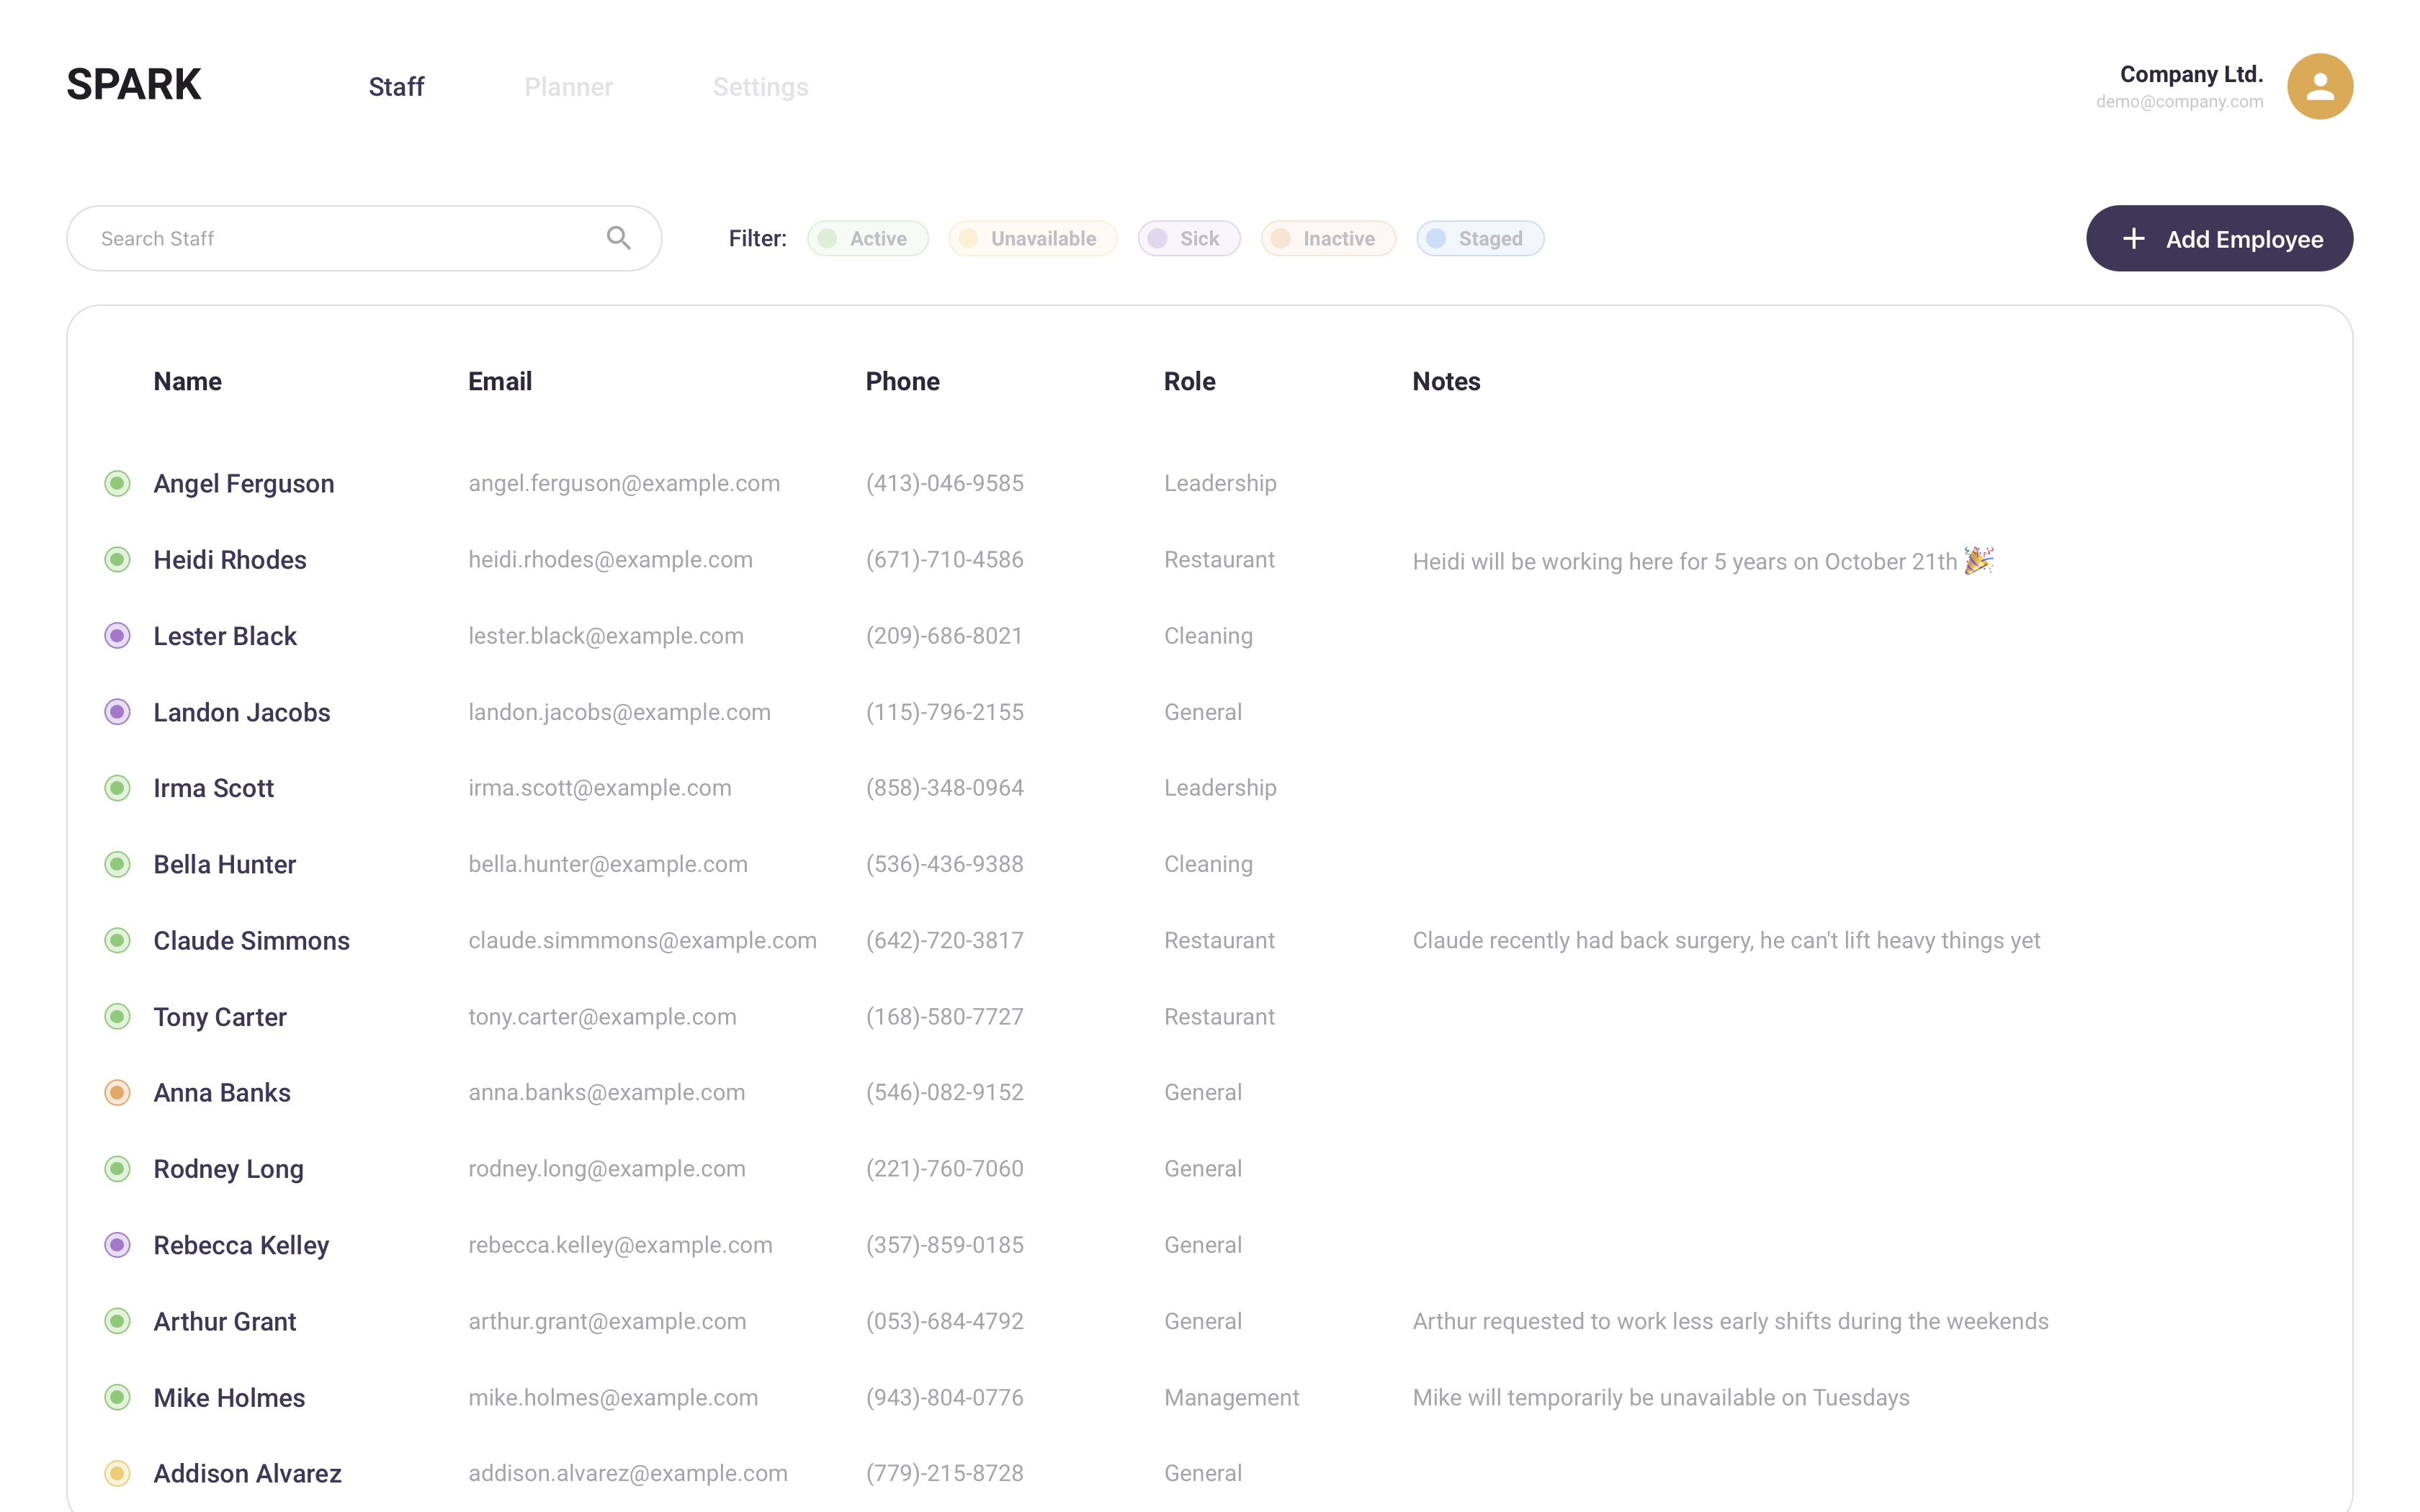 SPARK Staff Planner Settings Company Ltd.
demo@company.com
Search Staff Filter: Active Unavailable Sick Inactive Staged + Add Employee
Name Email Phone Role Notes
Angel Ferguson angel.ferguson@example.com (413)-046-9585 Leadership
Heidi Rhodes heidi.rhodes@example.com (671)-710-4586 Restaurant Heidi will be working here for 5 years on October 21th 🎉
Lester Black lester.black@example.com (209)-686-8021 Cleaning
Landon Jacobs landon.jacobs@example.com (115)-796-2155 General
Irma Scott irma.scott@example.com (858)-348-0964 Leadership
Bella Hunter bella.hunter@example.com (536)-436-9388 Cleaning
Claude Simmons claude.simmmons@example.com (642)-720-3817 Restaurant Claude recently had back surgery, he can't lift heavy things yet
Tony Carter tony.carter@example.com (168)-580-7727 Restaurant
Anna Banks anna.banks@example.com (546)-082-9152 General
Rodney Long rodney.long@example.com (221)-760-7060 General
Rebecca Kelley rebecca.kelley@example.com (357)-859-0185 General
Arthur Grant arthur.grant@example.com (053)-684-4792 General Arthur requested to work less early shifts during the weekends
Mike Holmes mike.holmes@example.com (943)-804-0776 Management Mike will temporarily be unavailable on Tuesdays
Addison Alvarez addison.alvarez@example.com (779)-215-8728 General